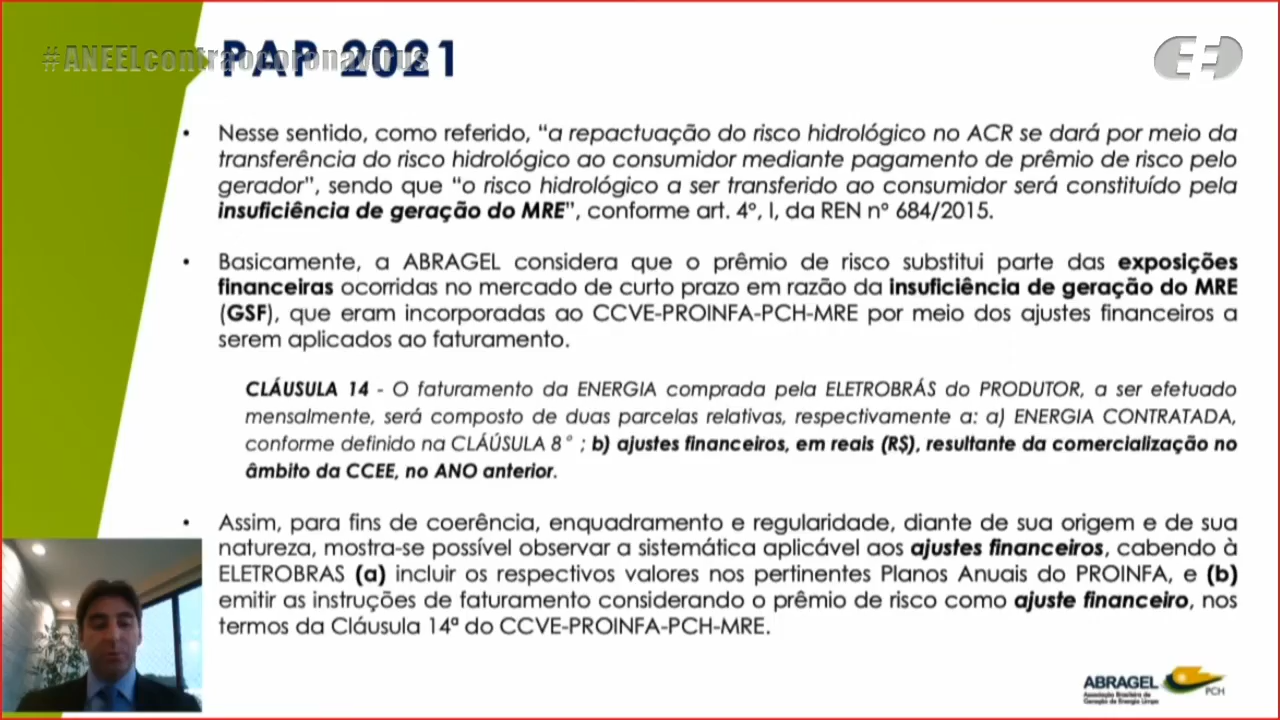 #ANEELcontraocoronavirus
PAP 2021
• Nesse sentido, como referido, “a repactuação do risco hidrológico no ACR se dará por meio da
transferência do risco hidrológico ao consumidor mediante pagamento de prêmio de risco pelo
gerador”, sendo que “o risco hidrológico a ser transferido ao consumidor será constituído pela
insuficiência de geração do MRE”, conforme art. 4º, I, da REN nº 684/2015.
• Basicamente, a ABRAGEL considera que o prêmio de risco substitui parte das exposições
financeiras ocorridas no mercado de curto prazo em razão da insuficiência de geração do MRE
(GSF), que eram incorporadas ao CCVE-PROINFA-PCH-MRE por meio dos ajustes financeiros a
serem aplicados ao faturamento.
CLÁUSULA 14 - O faturamento da ENERGIA comprada pela ELETROBRÁS do PRODUTOR, a ser efetuado
mensalmente, será composto de duas parcelas relativas, respectivamente a: a) ENERGIA CONTRATADA,
conforme definido na CLÁÚSULA 8° ; b) ajustes financeiros, em reais (R$), resultante da comercialização no
âmbito da CCEE, no ANO anterior.
• Assim, para fins de coerência, enquadramento e regularidade, diante de sua origem e de sua
natureza, mostra-se possível observar a sistemática aplicável aos ajustes financeiros, cabendo à
ELETROBRAS (a) incluir os respectivos valores nos pertinentes Planos Anuais do PROINFA, e (b)
emitir as instruções de faturamento considerando o prêmio de risco como ajuste financeiro, nos
termos da Cláusula 14ª do CCVE-PROINFA-PCH-MRE.
ABRAGEL
Associação Brasileira de
Geração de Energia Limpa
PCH